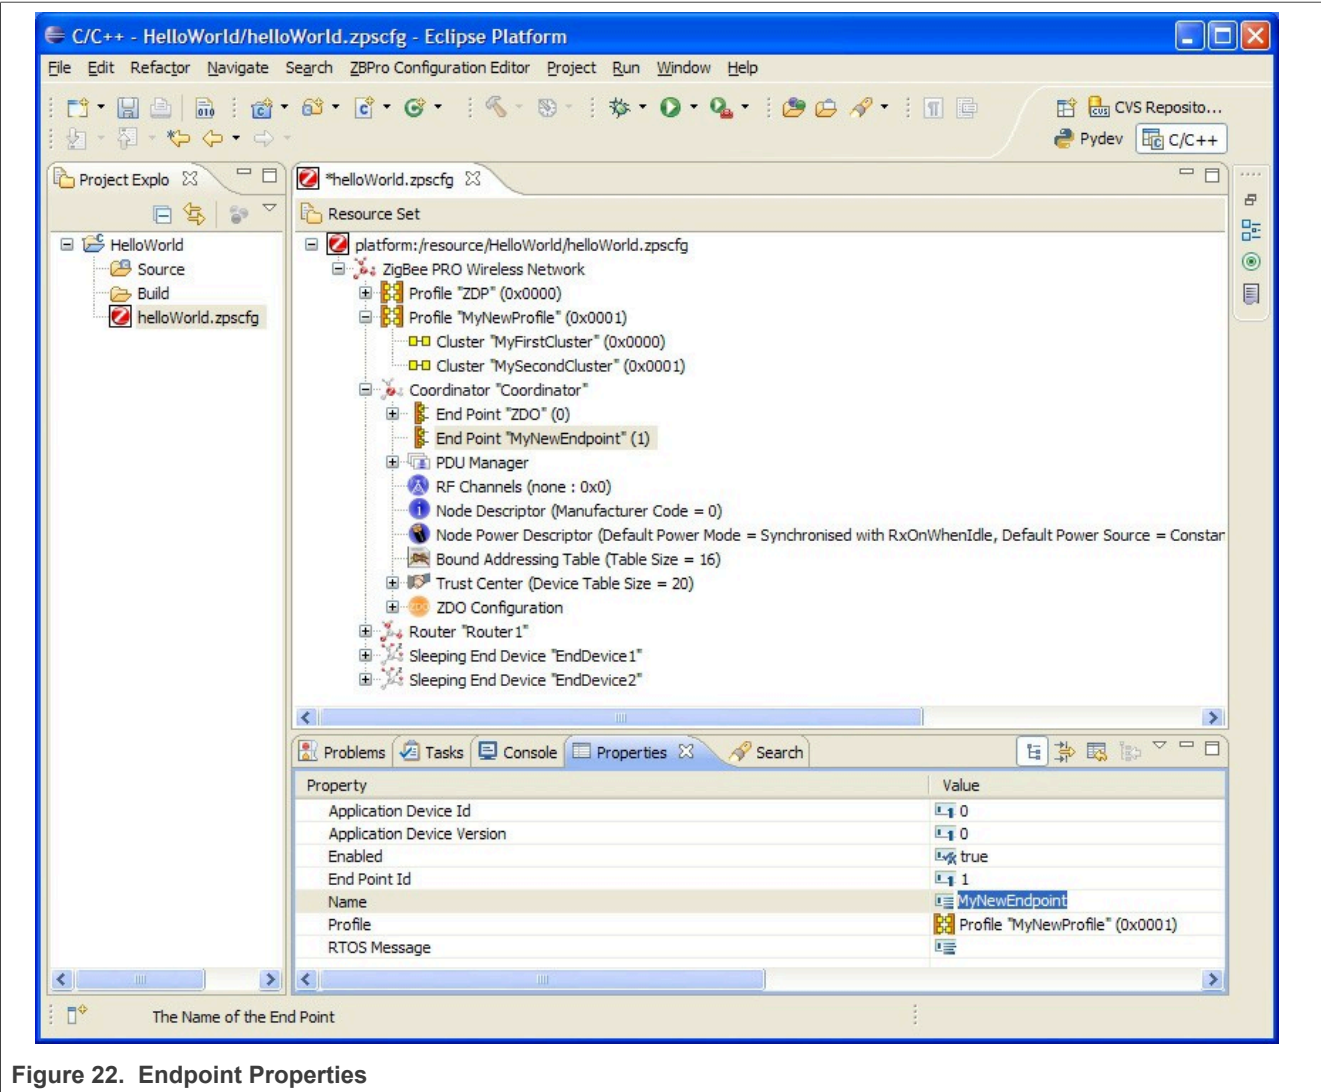 C/C++ - HelloWorld/helloWorld.zpscfg - Eclipse Platform
File Edit Refactor Navigate Search ZBPro Configuration Editor Project Run Window Help
CVS Reposito...
Pydev C/C++
Project Explo
*helloWorld.zpscfg
Resource Set
HelloWorld
Source
Build
helloWorld.zpscfg
platform:/resource/HelloWorld/helloWorld.zpscfg
ZigBee PRO Wireless Network
Profile "ZDP" (0x0000)
Profile "MyNewProfile" (0x0001)
Cluster "MyFirstCluster" (0x0000)
Cluster "MySecondCluster" (0x0001)
Coordinator "Coordinator"
End Point "ZDO" (0)
End Point "MyNewEndpoint" (1)
PDU Manager
RF Channels (none : 0x0)
Node Descriptor (Manufacturer Code = 0)
Node Power Descriptor (Default Power Mode = Synchronised with RxOnWhenIdle, Default Power Source = Constar
Bound Addressing Table (Table Size = 16)
Trust Center (Device Table Size = 20)
ZDO Configuration
Router "Router1"
Sleeping End Device "EndDevice1"
Sleeping End Device "EndDevice2"
Problems Tasks Console Properties Search
Property Value
Application Device Id 0
Application Device Version 0
Enabled true
End Point Id 1
Name MyNewEndpoint
Profile Profile "MyNewProfile" (0x0001)
RTOS Message
The Name of the End Point
Figure 22. Endpoint Properties